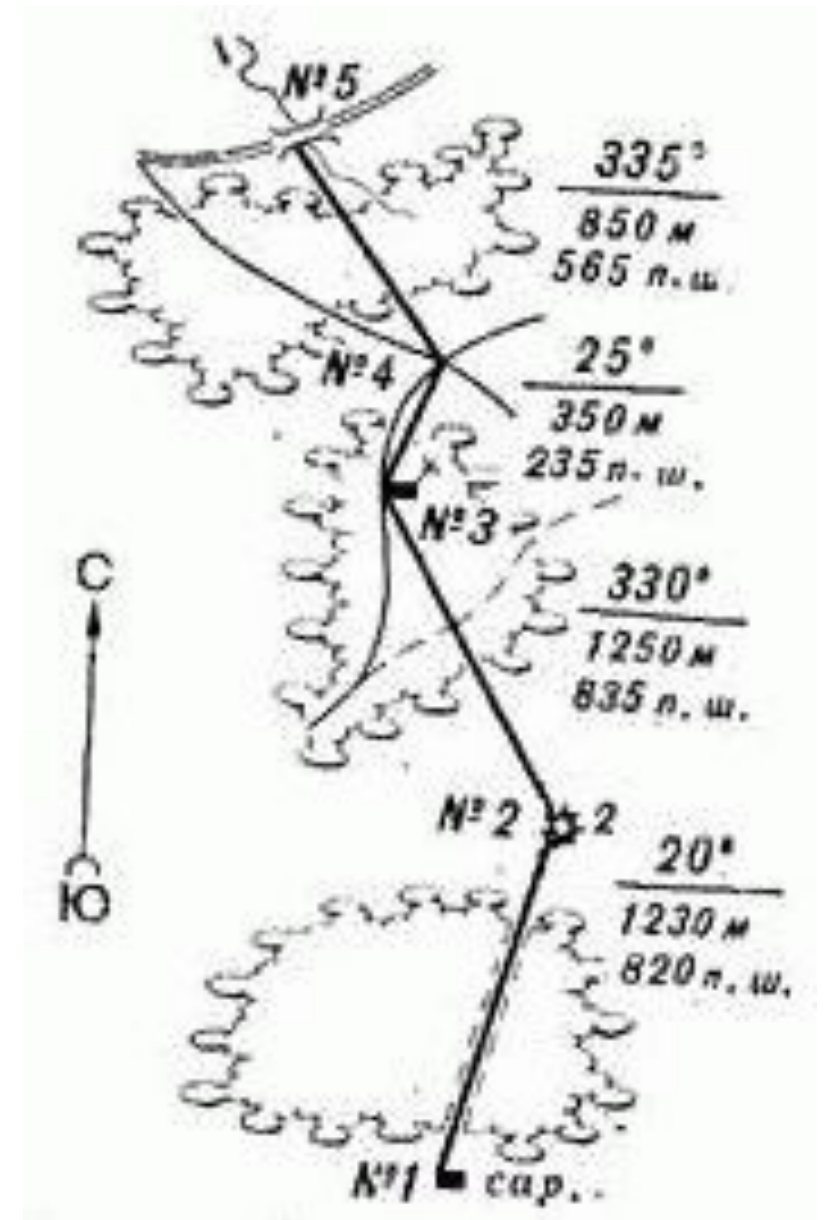 №5
335°
850 м
565 п. ш.
№4
25°
350 м
235 п. ш.
№3
330°
1250 м
835 п. ш.
С
Ю
№2 2
20°
1230 м
820 п. ш.
№1 сар..